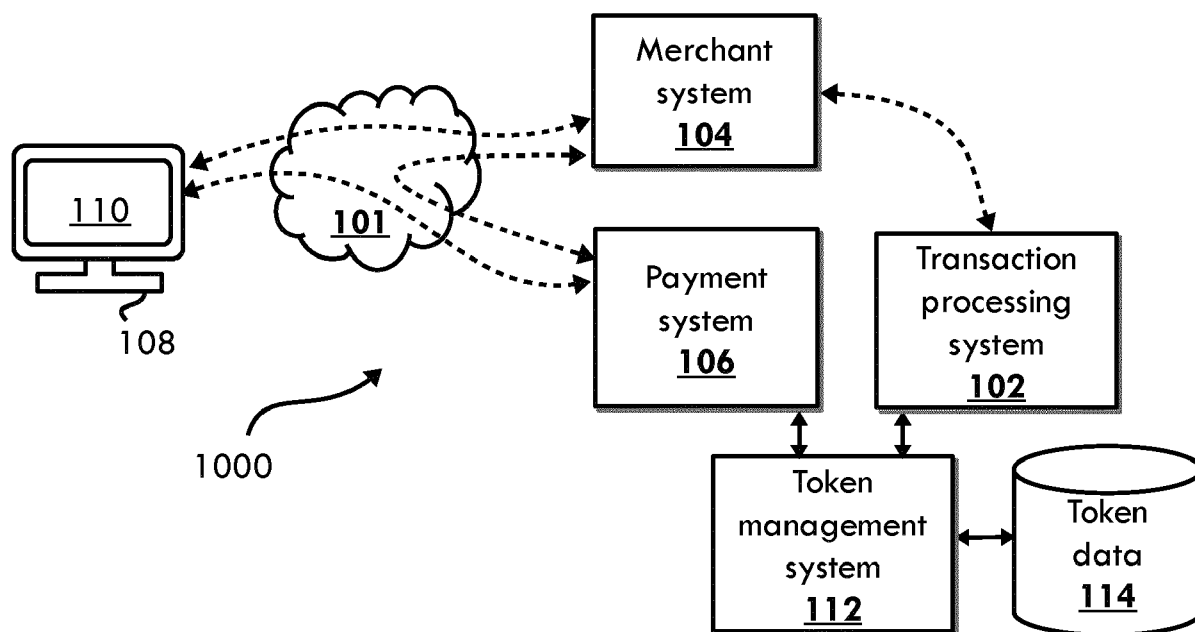 Merchant
system
104
110
101
108
Payment
system
106
Transaction
processing
system
102
1000
Token
management
system
112
Token
data
114